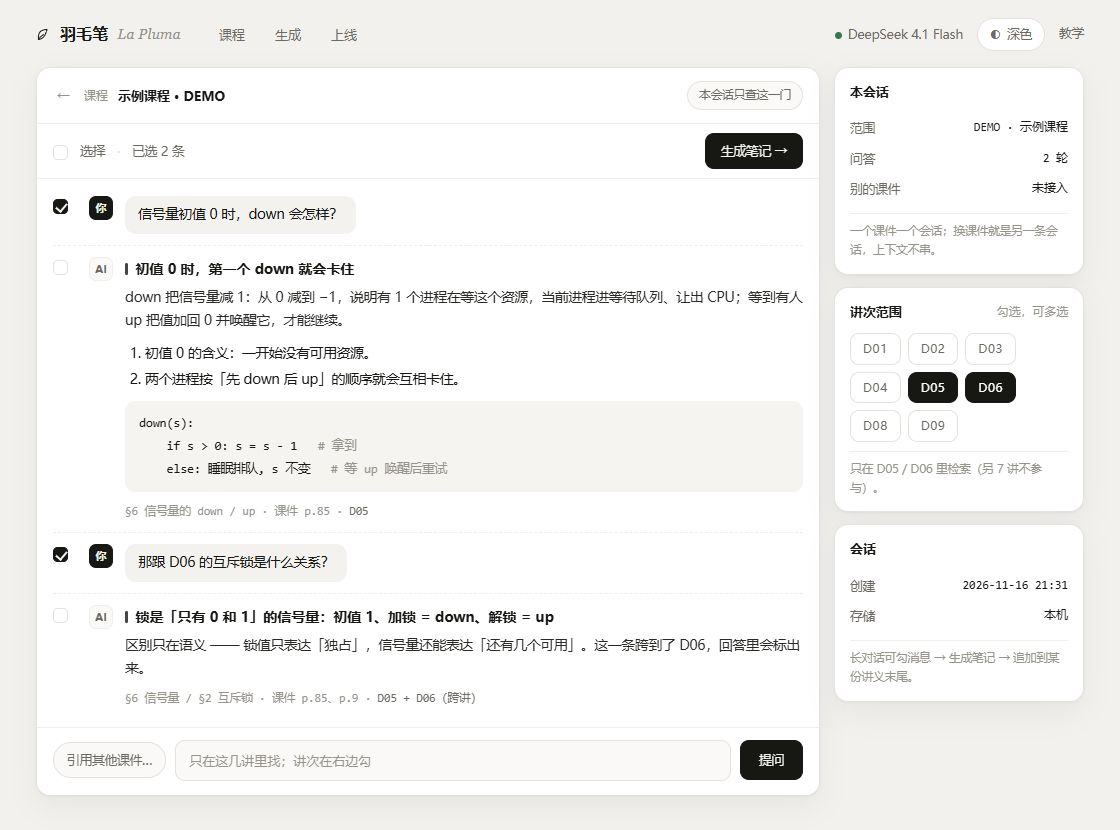 羽毛笔 La Pluma 课程 生成 上线 DeepSeek 4.1 Flash 深色 教学
← 课程 示例课程 • DEMO 本会话只查这一门
选择 · 已选 2 条 生成笔记 →
你 信号量初值 0 时，down 会怎样？
AI 初值 0 时，第一个 down 就会卡住
down 把信号量减 1：从 0 减到 −1，说明有 1 个进程在等这个资源，当前进程进等待队列、让出 CPU；等到有人
up 把值加回 0 并唤醒它，才能继续。
1. 初值 0 的含义：一开始没有可用资源。
2. 两个进程按「先 down 后 up」的顺序就会互相卡住。
down(s):
if s > 0: s = s - 1 # 拿到
else: 睡眠排队, s 不变 # 等 up 唤醒后重试
§6 信号量的 down / up · 课件 p.85 · D05
你 那跟 D06 的互斥锁是什么关系？
AI 锁是「只有 0 和 1」的信号量：初值 1、加锁 = down、解锁 = up
区别只在语义 —— 锁值只表达「独占」，信号量还能表达「还有几个可用」。这一条跨到了 D06，回答里会标出
来。
§6 信号量 / §2 互斥锁 · 课件 p.85、p.9 · D05 + D06（跨讲）
引用其他课件… 只在这几讲里找；讲次在右边勾 提问
本会话
范围 DEMO · 示例课程
问答 2 轮
别的课件 未接入
一个课件一个会话；换课件就是另一条会
话，上下文不串。
讲次范围 勾选，可多选
D01 D02 D03
D04 D05 D06
D08 D09
只在 D05 / D06 里检索（另 7 讲不参
与）。
会话
创建 2026-11-16 21:31
存储 本机
长对话可勾消息 → 生成笔记 → 追加到某
份讲义末尾。